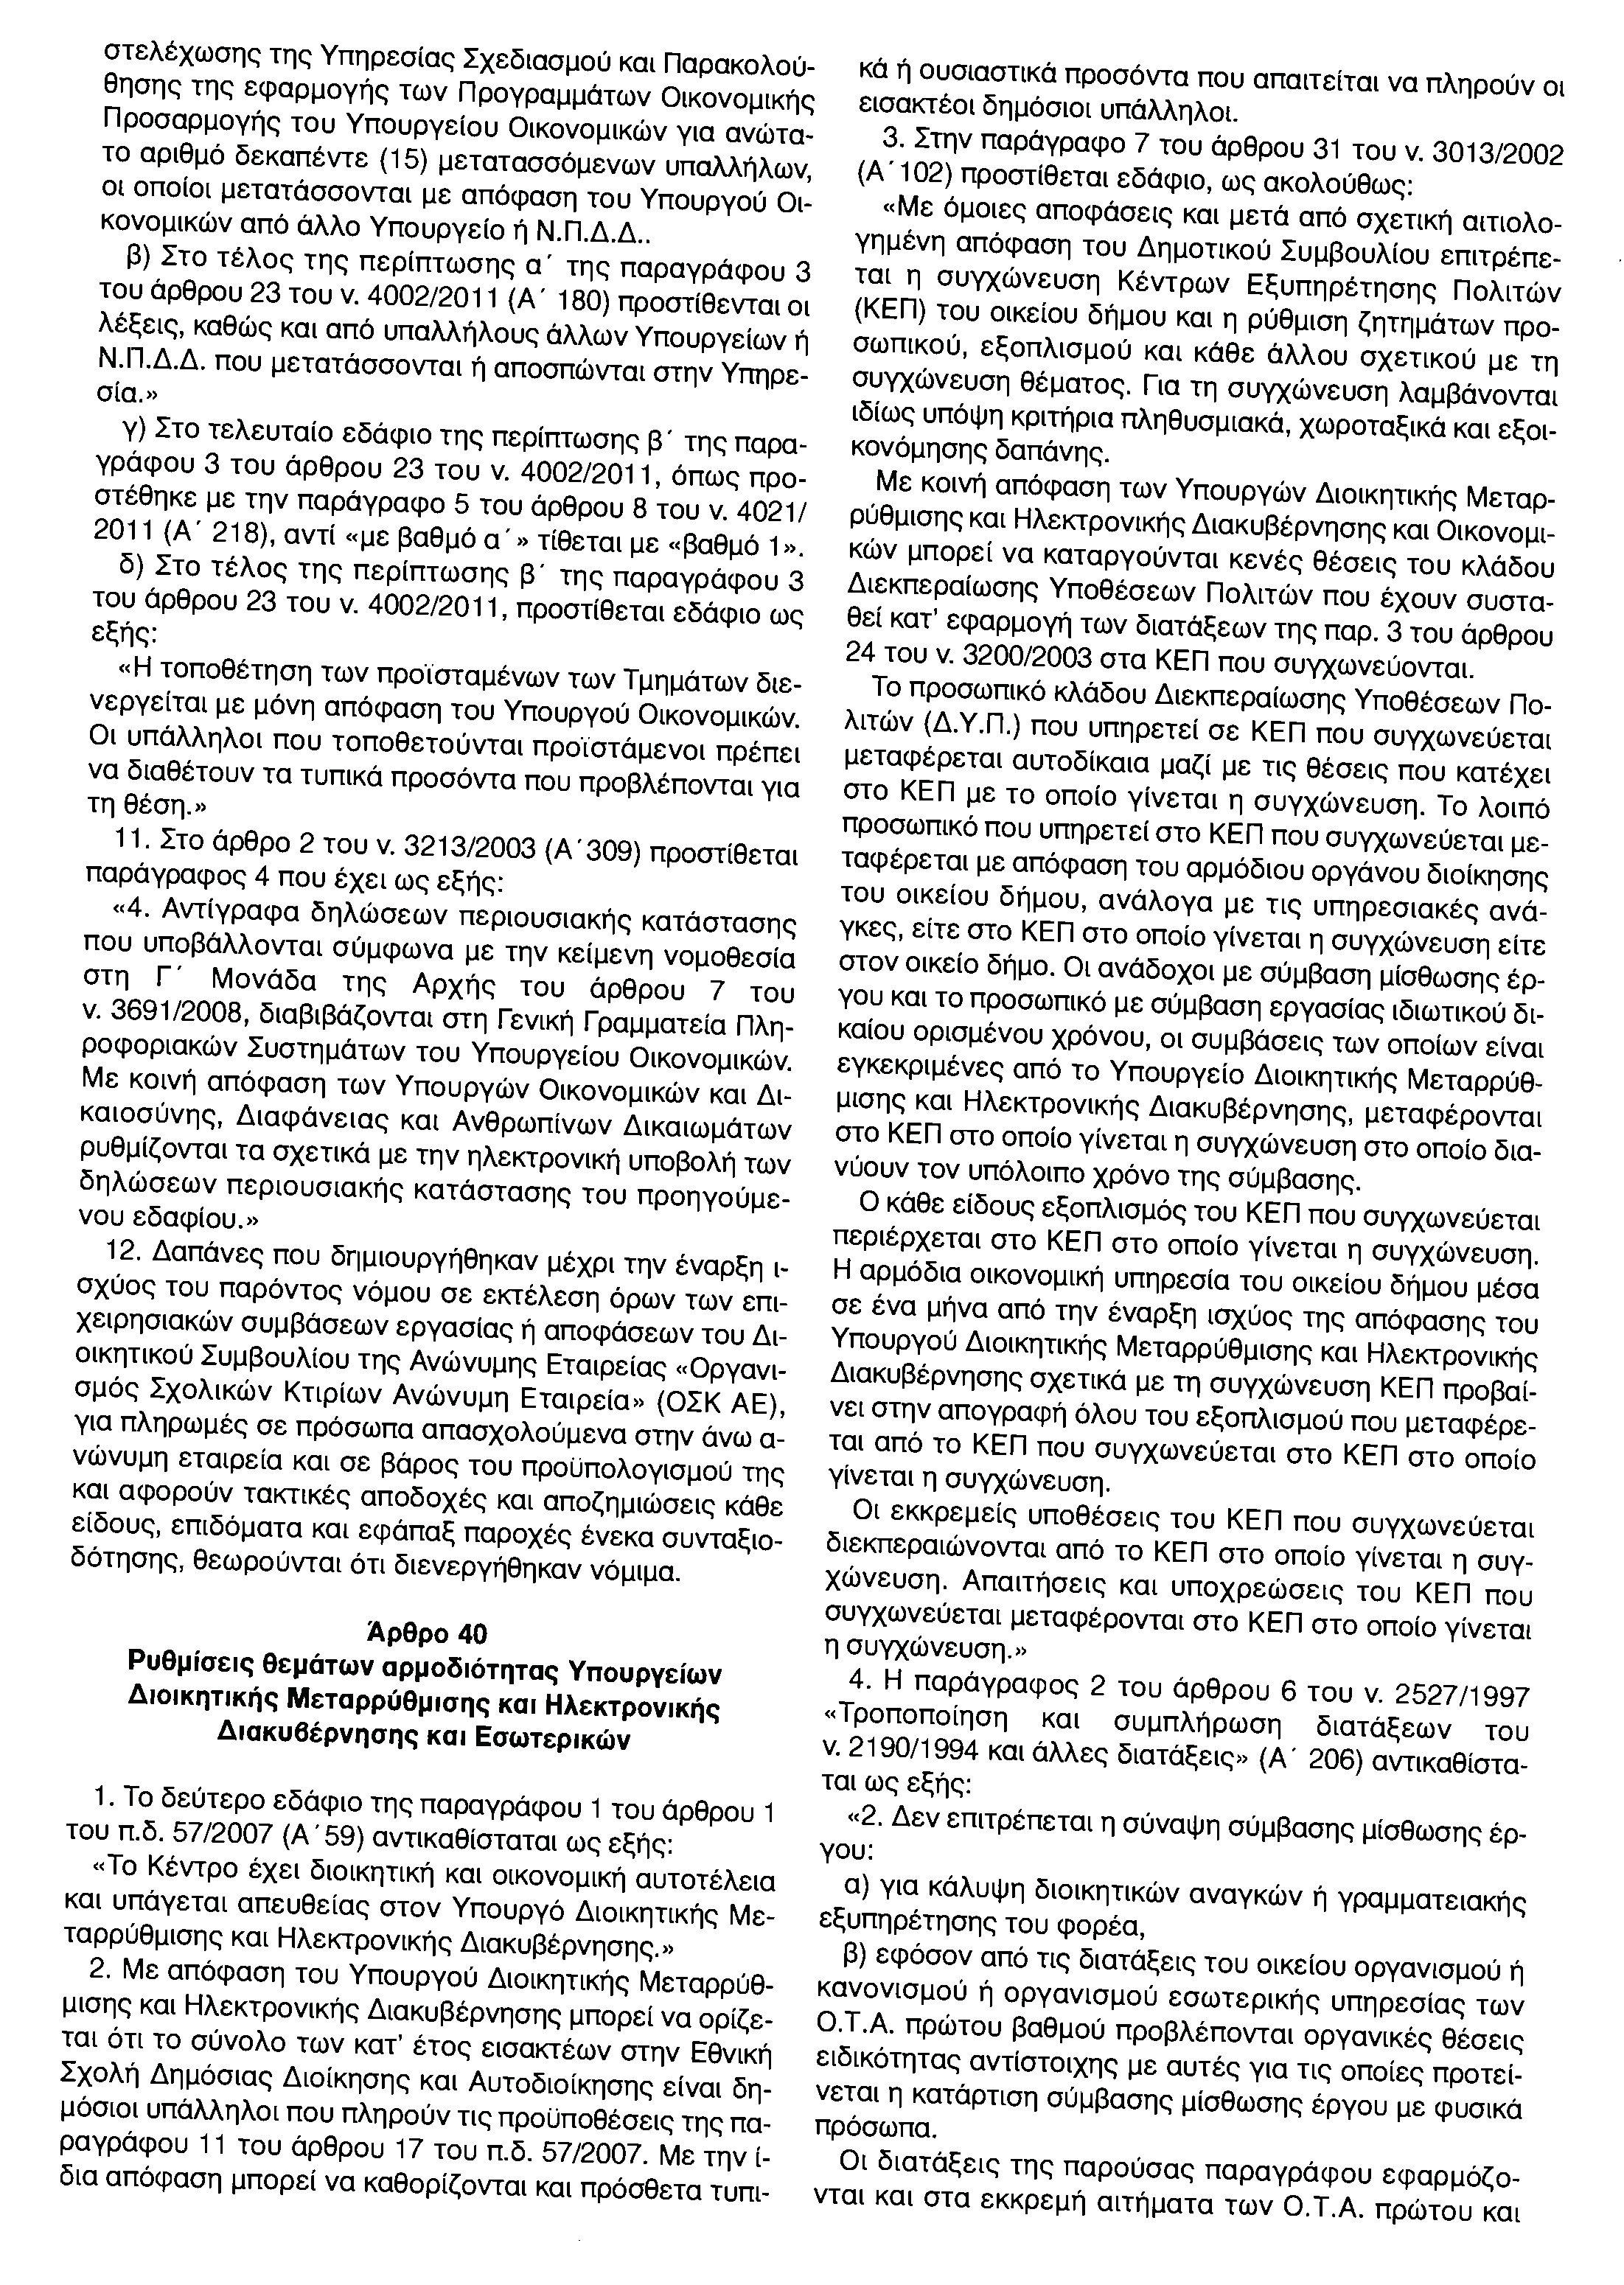 στελέχωσης της Υπηρεσίας Σχεδιασμού και Παρακολού-
θησης της εφαρμογής των Προγραμμάτων Οικονομικής
Προσαρμογής του Υπουργείου Οικονομικών για ανώτα-
το αριθμό δεκαπέντε (15) μετατασσόμενων υπαλλήλων,
οι οποίοι μετατάσσονται με απόφαση του Υπουργού Οι-
κονομικών από άλλο Υπουργείο ή Ν.Π.Δ.Δ..
β) Στο τέλος της περίπτωσης α΄ της παραγράφου 3
του άρθρου 23 του ν. 4002/2011 (Α΄ 180) προστίθενται οι
λέξεις, καθώς και από υπαλλήλους άλλων Υπουργείων ή
Ν.Π.Δ.Δ. που μετατάσσονται ή αποσπώνται στην Υπηρε-
σία.»
γ) Στο τελευταίο εδάφιο της περίπτωσης β΄ της παρα-
γράφου 3 του άρθρου 23 του ν. 4002/2011, όπως προ-
στέθηκε με την παράγραφο 5 του άρθρου 8 του ν. 4021/
2011 (Α΄ 218), αντί «με βαθμό α΄» τίθεται με «βαθμό 1».
δ) Στο τέλος της περίπτωσης β΄ της παραγράφου 3
του άρθρου 23 του ν. 4002/2011, προστίθεται εδάφιο ως
εξής:
«Η τοποθέτηση των προϊσταμένων των Τμημάτων διε-
νεργείται με μόνη απόφαση του Υπουργού Οικονομικών.
Οι υπάλληλοι που τοποθετούνται προϊστάμενοι πρέπει
να διαθέτουν τα τυπικά προσόντα που προβλέπονται για
τη θέση.»
11. Στο άρθρο 2 του ν. 3213/2003 (Α΄309) προστίθεται
παράγραφος 4 που έχει ως εξής:
«4. Αντίγραφα δηλώσεων περιουσιακής κατάστασης
που υποβάλλονται σύμφωνα με την κείμενη νομοθεσία
στη Γ΄ Μονάδα της Αρχής του άρθρου 7 του
ν. 3691/2008, διαβιβάζονται στη Γενική Γραμματεία Πλη-
ροφοριακών Συστημάτων του Υπουργείου Οικονομικών.
Με κοινή απόφαση των Υπουργών Οικονομικών και Δι-
καιοσύνης, Διαφάνειας και Ανθρωπίνων Δικαιωμάτων
ρυθμίζονται τα σχετικά με την ηλεκτρονική υποβολή των
δηλώσεων περιουσιακής κατάστασης του προηγούμε-
νου εδαφίου.»
12. Δαπάνες που δημιουργήθηκαν μέχρι την έναρξη ι-
σχύος του παρόντος νόμου σε εκτέλεση όρων των επι-
χειρησιακών συμβάσεων εργασίας ή αποφάσεων του Δι-
οικητικού Συμβουλίου της Ανώνυμης Εταιρείας «Οργανι-
σμός Σχολικών Κτιρίων Ανώνυμη Εταιρεία» (ΟΣΚ ΑΕ),
για πληρωμές σε πρόσωπα απασχολούμενα στην άνω α-
νώνυμη εταιρεία και σε βάρος του προϋπολογισμού της
και αφορούν τακτικές αποδοχές και αποζημιώσεις κάθε
είδους, επιδόματα και εφάπαξ παροχές ένεκα συνταξιο-
δότησης, θεωρούνται ότι διενεργήθηκαν νόμιμα.
Άρθρο 40
Ρυθμίσεις θεμάτων αρμοδιότητας Υπουργείων
Διοικητικής Μεταρρύθμισης και Ηλεκτρονικής
Διακυβέρνησης και Εσωτερικών
1. Το δεύτερο εδάφιο της παραγράφου 1 του άρθρου 1
του π.δ. 57/2007 (Α΄59) αντικαθίσταται ως εξής:
«Το Κέντρο έχει διοικητική και οικονομική αυτοτέλεια
και υπάγεται απευθείας στον Υπουργό Διοικητικής Με-
ταρρύθμισης και Ηλεκτρονικής Διακυβέρνησης.»
2. Με απόφαση του Υπουργού Διοικητικής Μεταρρύθ-
μισης και Ηλεκτρονικής Διακυβέρνησης μπορεί να ορίζε-
ται ότι το σύνολο των κατ’ έτος εισακτέων στην Εθνική
Σχολή Δημόσιας Διοίκησης και Αυτοδιοίκησης είναι δη-
μόσιοι υπάλληλοι που πληρούν τις προϋποθέσεις της πα-
ραγράφου 11 του άρθρου 17 του π.δ. 57/2007. Με την ί-
δια απόφαση μπορεί να καθορίζονται και πρόσθετα τυπι-
κά ή ουσιαστικά προσόντα που απαιτείται να πληρούν οι
εισακτέοι δημόσιοι υπάλληλοι.
3. Στην παράγραφο 7 του άρθρου 31 του ν. 3013/2002
(Α΄102) προστίθεται εδάφιο, ως ακολούθως:
«Με όμοιες αποφάσεις και μετά από σχετική αιτιολο-
γημένη απόφαση του Δημοτικού Συμβουλίου επιτρέπε-
ται η συγχώνευση Κέντρων Εξυπηρέτησης Πολιτών
(ΚΕΠ) του οικείου δήμου και η ρύθμιση ζητημάτων προ-
σωπικού, εξοπλισμού και κάθε άλλου σχετικού με τη
συγχώνευση θέματος. Για τη συγχώνευση λαμβάνονται
ιδίως υπόψη κριτήρια πληθυσμιακά, χωροταξικά και εξοι-
κονόμησης δαπάνης.
Με κοινή απόφαση των Υπουργών Διοικητικής Μεταρ-
ρύθμισης και Ηλεκτρονικής Διακυβέρνησης και Οικονομι-
κών μπορεί να καταργούνται κενές θέσεις του κλάδου
Διεκπεραίωσης Υποθέσεων Πολιτών που έχουν συστα-
θεί κατ’ εφαρμογή των διατάξεων της παρ. 3 του άρθρου
24 του ν. 3200/2003 στα ΚΕΠ που συγχωνεύονται.
Το προσωπικό κλάδου Διεκπεραίωσης Υποθέσεων Πο-
λιτών (Δ.Υ.Π.) που υπηρετεί σε ΚΕΠ που συγχωνεύεται
μεταφέρεται αυτοδίκαια μαζί με τις θέσεις που κατέχει
στο ΚΕΠ με το οποίο γίνεται η συγχώνευση. Το λοιπό
προσωπικό που υπηρετεί στο ΚΕΠ που συγχωνεύεται με-
ταφέρεται με απόφαση του αρμόδιου οργάνου διοίκησης
του οικείου δήμου, ανάλογα με τις υπηρεσιακές ανά-
γκες, είτε στο ΚΕΠ στο οποίο γίνεται η συγχώνευση είτε
στον οικείο δήμο. Οι ανάδοχοι με σύμβαση μίσθωσης έρ-
γου και το προσωπικό με σύμβαση εργασίας ιδιωτικού δι-
καίου ορισμένου χρόνου, οι συμβάσεις των οποίων είναι
εγκεκριμένες από το Υπουργείο Διοικητικής Μεταρρύθ-
μισης και Ηλεκτρονικής Διακυβέρνησης, μεταφέρονται
στο ΚΕΠ στο οποίο γίνεται η συγχώνευση στο οποίο δια-
νύουν τον υπόλοιπο χρόνο της σύμβασης.
Ο κάθε είδους εξοπλισμός του ΚΕΠ που συγχωνεύεται
περιέρχεται στο ΚΕΠ στο οποίο γίνεται η συγχώνευση.
Η αρμόδια οικονομική υπηρεσία του οικείου δήμου μέσα
σε ένα μήνα από την έναρξη ισχύος της απόφασης του
Υπουργού Διοικητικής Μεταρρύθμισης και Ηλεκτρονικής
Διακυβέρνησης σχετικά με τη συγχώνευση ΚΕΠ προβαί-
νει στην απογραφή όλου του εξοπλισμού που μεταφέρε-
ται από το ΚΕΠ που συγχωνεύεται στο ΚΕΠ στο οποίο
γίνεται η συγχώνευση.
Οι εκκρεμείς υποθέσεις του ΚΕΠ που συγχωνεύεται
διεκπεραιώνονται από το ΚΕΠ στο οποίο γίνεται η συγ-
χώνευση. Απαιτήσεις και υποχρεώσεις του ΚΕΠ που
συγχωνεύεται μεταφέρονται στο ΚΕΠ στο οποίο γίνεται
η συγχώνευση.»
4. Η παράγραφος 2 του άρθρου 6 του ν. 2527/1997
«Τροποποίηση και συμπλήρωση διατάξεων του
ν. 2190/1994 και άλλες διατάξεις» (Α΄ 206) αντικαθίστα-
ται ως εξής:
«2. Δεν επιτρέπεται η σύναψη σύμβασης μίσθωσης έρ-
γου:
α) για κάλυψη διοικητικών αναγκών ή γραμματειακής
εξυπηρέτησης του φορέα,
β) εφόσον από τις διατάξεις του οικείου οργανισμού ή
κανονισμού ή οργανισμού εσωτερικής υπηρεσίας των
Ο.Τ.Α. πρώτου βαθμού προβλέπονται οργανικές θέσεις
ειδικότητας αντίστοιχης με αυτές για τις οποίες προτεί-
νεται η κατάρτιση σύμβασης μίσθωσης έργου με φυσικά
πρόσωπα.
Οι διατάξεις της παρούσας παραγράφου εφαρμόζο-
νται και στα εκκρεμή αιτήματα των Ο.Τ.Α. πρώτου και